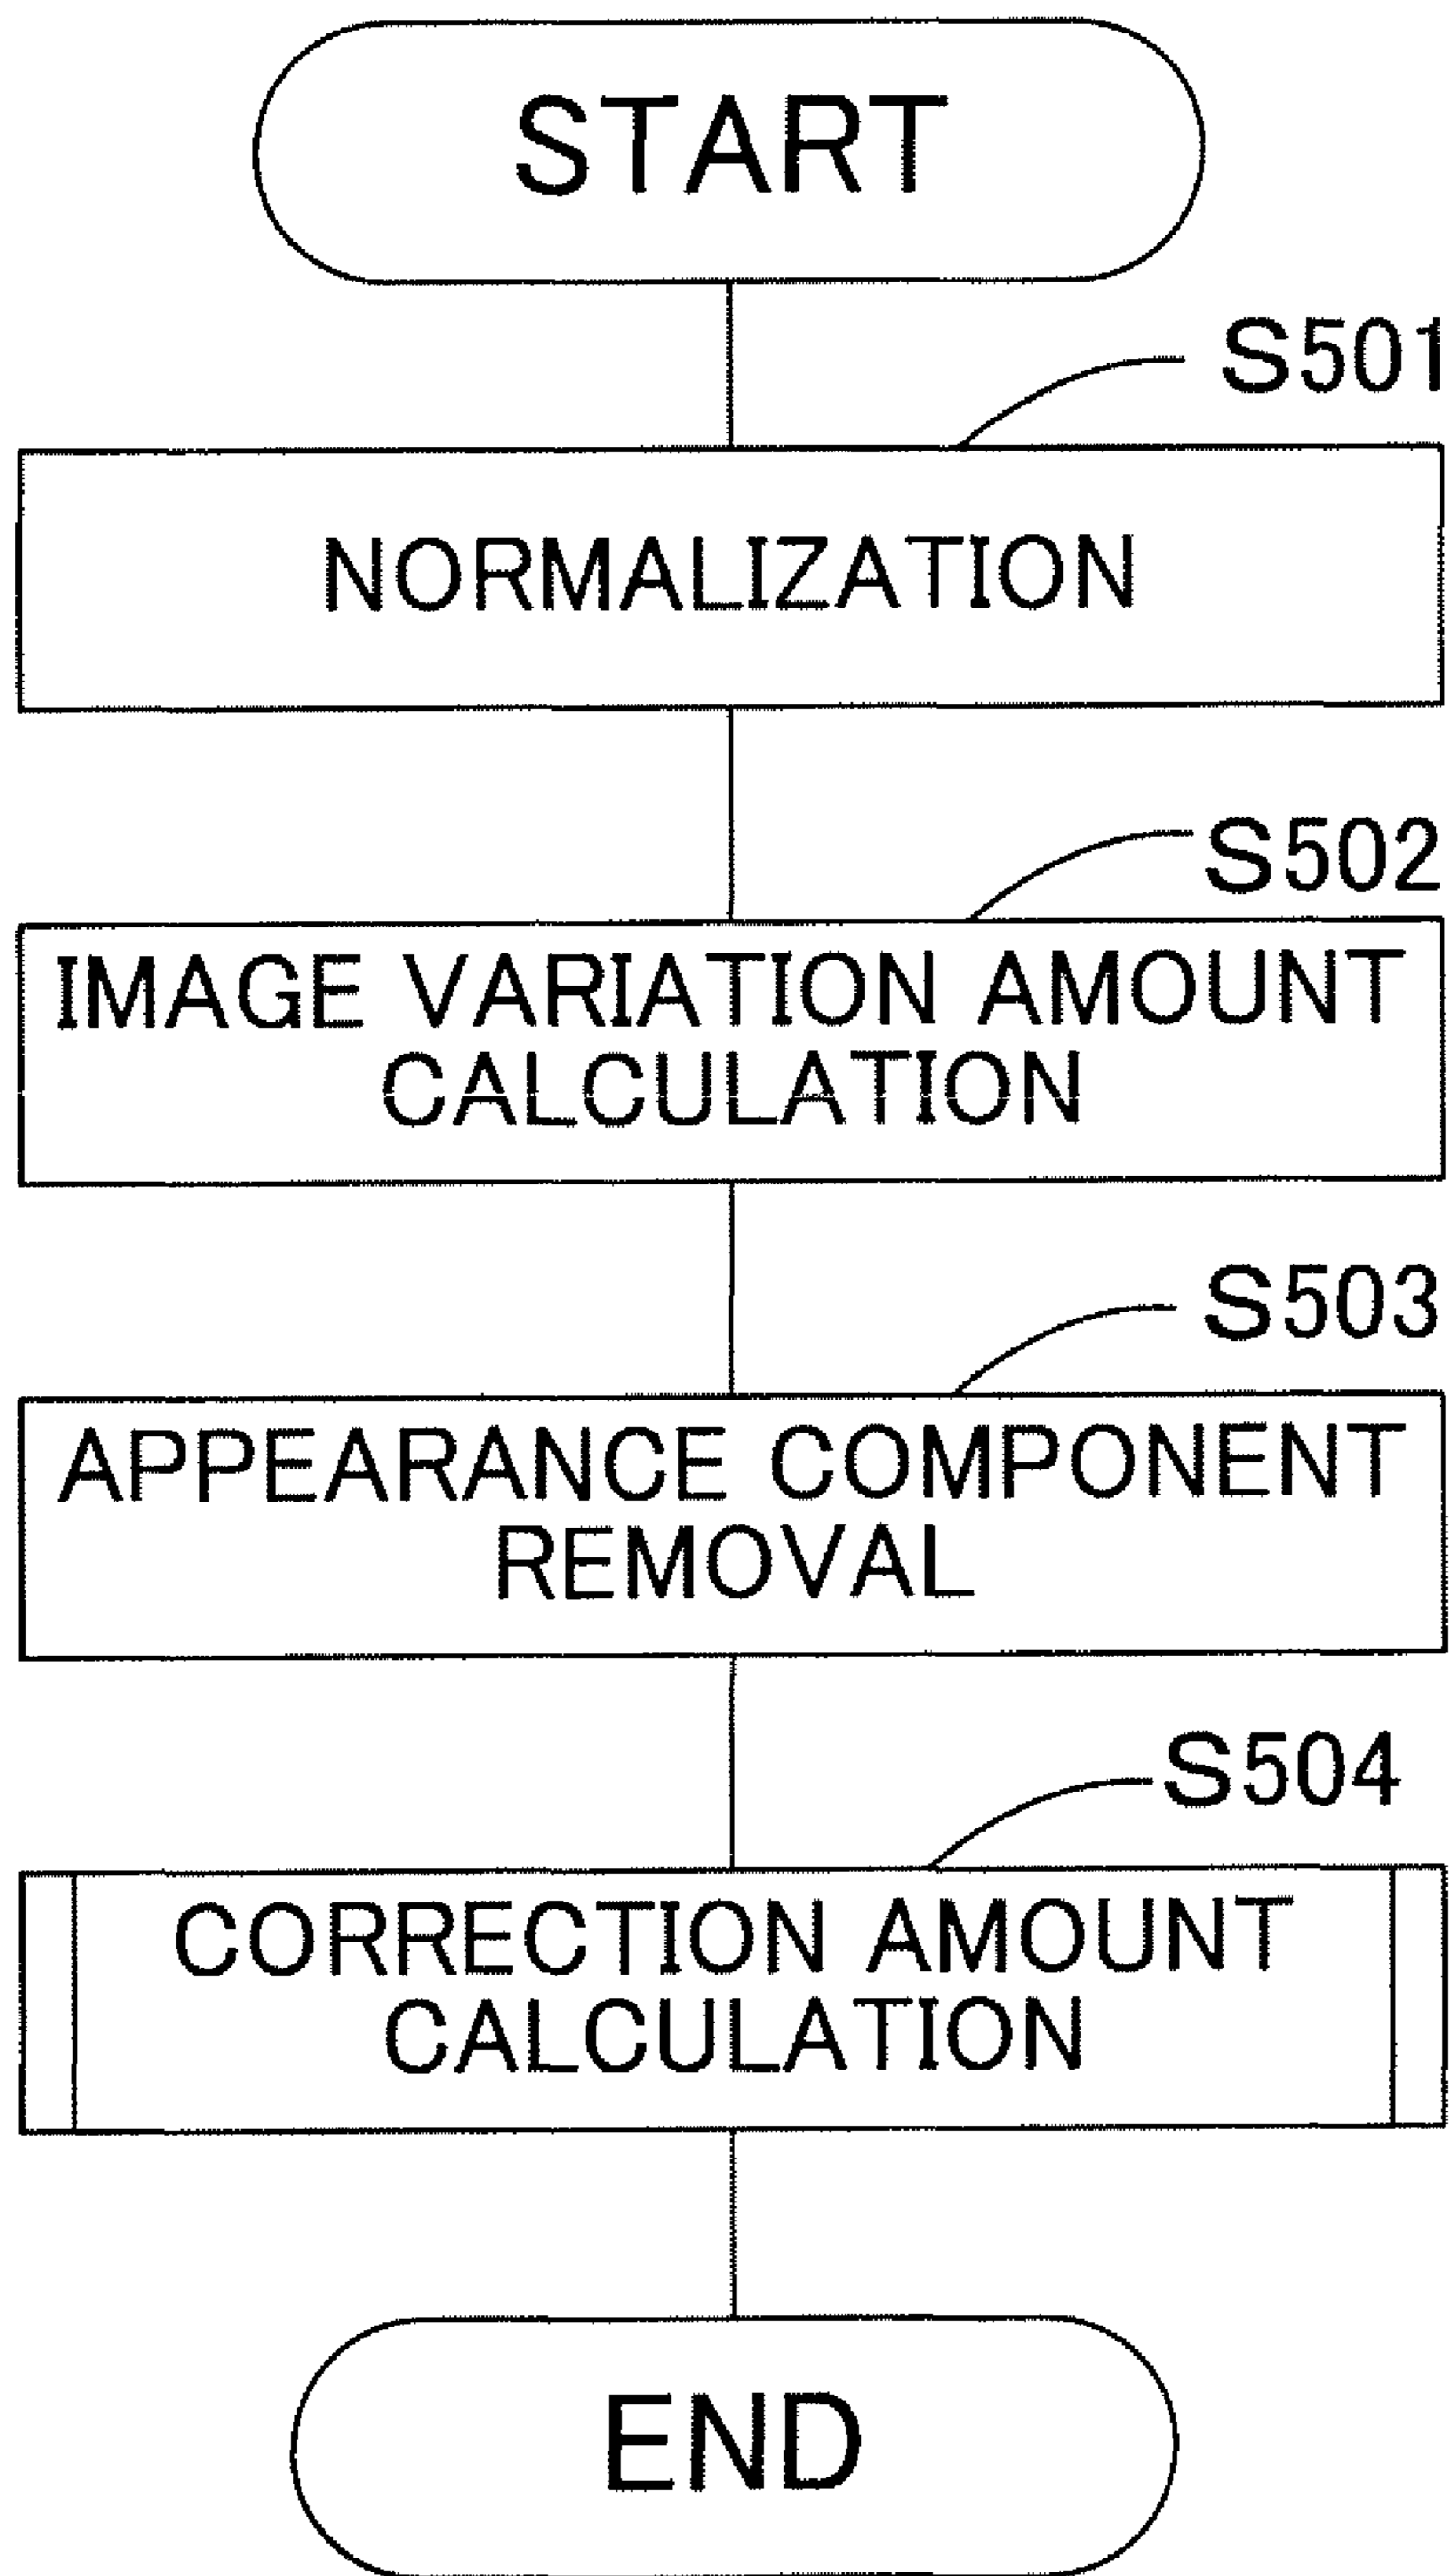 START
S501
NORMALIZATION
S502
IMAGE VARIATION AMOUNT
CALCULATION
S503
APPEARANCE COMPONENT
REMOVAL
S504
CORRECTION AMOUNT
CALCULATION
END